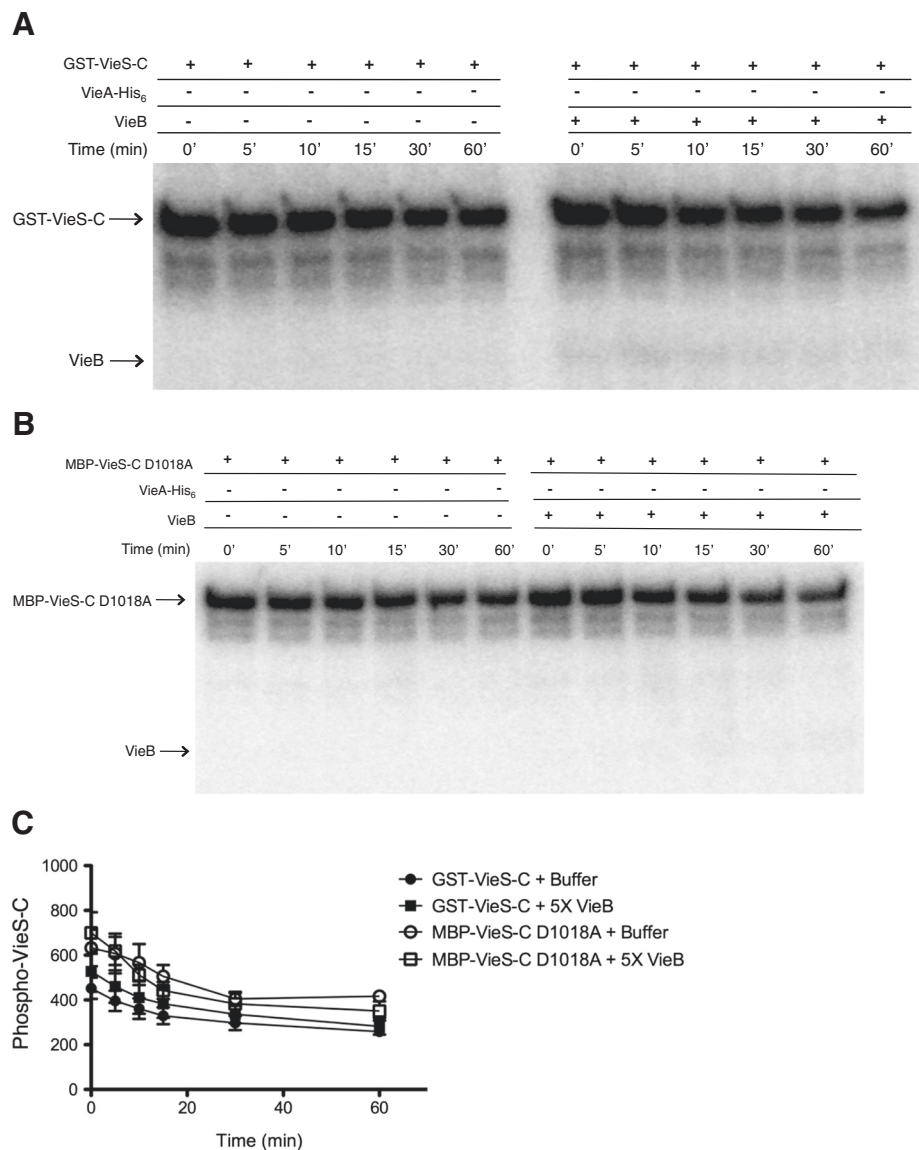 A
GST-VieS-C + + + + + + + + + + + +
VieA-His6 - - - - - - - - - - - -
VieB - - - - - - + + + + + +
Time (min) 0' 5' 10' 15' 30' 60' 0' 5' 10' 15' 30' 60'
GST-VieS-C
VieB
B
MBP-VieS-C D1018A + + + + + + + + + + + +
VieA-His6 - - - - - - - - - - - -
VieB - - - - - - + + + + + +
Time (min) 0' 5' 10' 15' 30' 60' 0' 5' 10' 15' 30' 60'
MBP-VieS-C D1018A
VieB
C
Phospho-VieS-C
1000
800
600
400
200
0
0 20 40 60
Time (min)
GST-VieS-C + Buffer
GST-VieS-C + 5X VieB
MBP-VieS-C D1018A + Buffer
MBP-VieS-C D1018A + 5X VieB